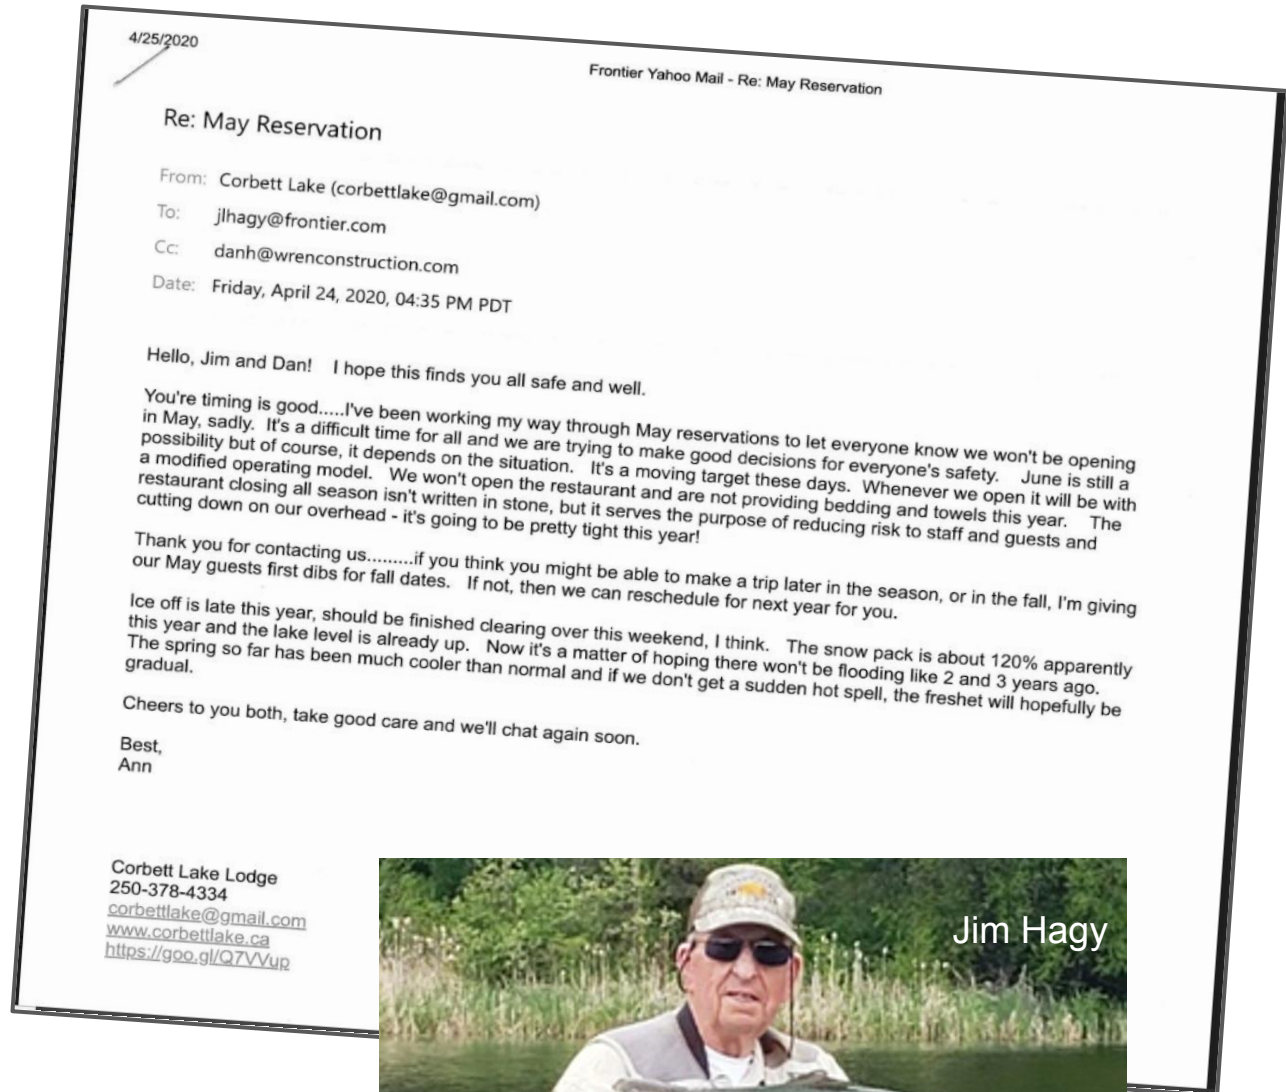 4/25/2020
Frontier Yahoo Mail - Re: May Reservation
Re: May Reservation
From: Corbett Lake (corbettlake@gmail.com)
To: jlhagy@frontier.com
Cc: danh@wrenconstruction.com
Date: Friday, April 24, 2020, 04:35 PM PDT
Hello, Jim and Dan! I hope this finds you all safe and well.
You're timing is good.....I've been working my way through May reservations to let everyone know we won't be opening
in May, sadly. It's a difficult time for all and we are trying to make good decisions for everyone's safety. June is still a
possibility but of course, it depends on the situation. It's a moving target these days. Whenever we open it will be with
a modified operating model. We won't open the restaurant and are not providing bedding and towels this year. The
restaurant closing all season isn't written in stone, but it serves the purpose of reducing risk to staff and guests and
cutting down on our overhead - it's going to be pretty tight this year!
Thank you for contacting us.........if you think you might be able to make a trip later in the season, or in the fall, I'm giving
our May guests first dibs for fall dates. If not, then we can reschedule for next year for you.
Ice off is late this year, should be finished clearing over this weekend, I think. The snow pack is about 120% apparently
this year and the lake level is already up. Now it's a matter of hoping there won't be flooding like 2 and 3 years ago.
The spring so far has been much cooler than normal and if we don't get a sudden hot spell, the freshet will hopefully be
gradual.
Cheers to you both, take good care and we'll chat again soon.
Best,
Ann
Corbett Lake Lodge
250-378-4334
corbettlake@gmail.com
www.corbettlake.ca
https://goo.gl/Q7VVup
Jim Hagy